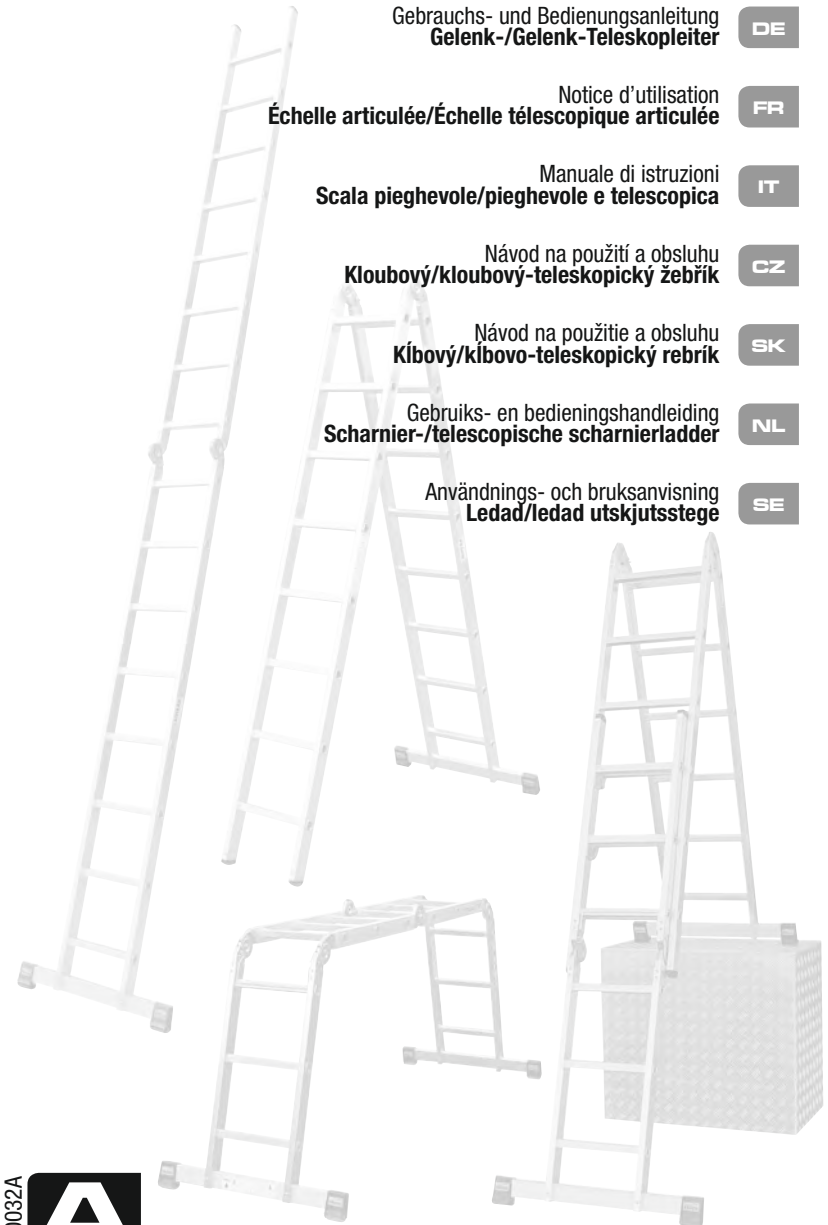 Gebrauchs- und Bedienungsanleitung
Gelenk-/Gelenk-Teleskopleiter
DE
Notice d’utilisation
Échelle articulée/Échelle télescopique articulée
FR
Manuale di istruzioni
Scala pieghevole/pieghevole e telescopica
IT
Návod na použití a obsluhu
Kloubový/kloubový-teleskopický žebřík
CZ
Návod na použitie a obsluhu
Kĺbový/kĺbovo-teleskopický rebrík
SK
Gebruiks- en bedieningshandleiding
Scharnier-/telescopische scharnierladder
NL
Användnings- och bruksanvisning
Ledad/ledad utskjutsstege
SE